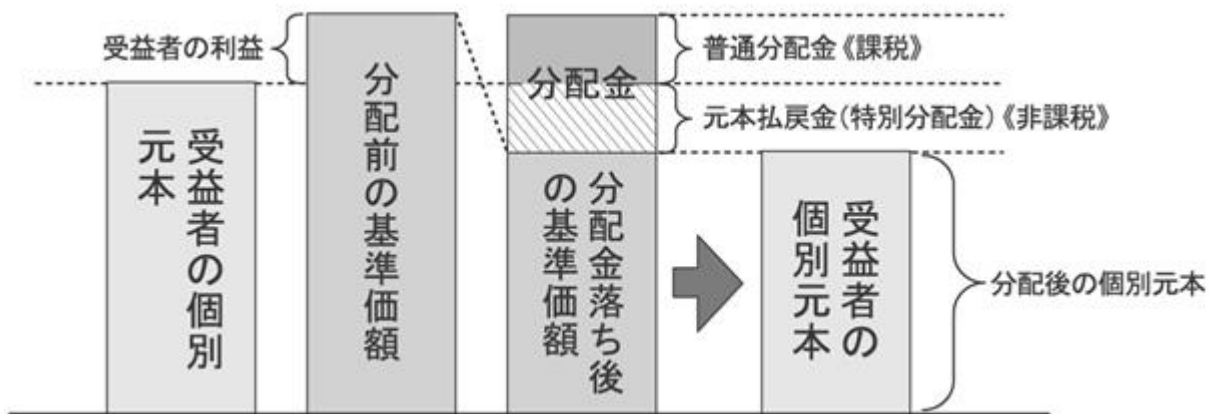 受益者の利益
受益者の個別
元本
分配前の基準価額
分配金
分配金落ち後
の基準価額
普通分配金《課税》
元本払戻金(特別分配金)《非課税》
受益者の
個別元本
分配後の個別元本